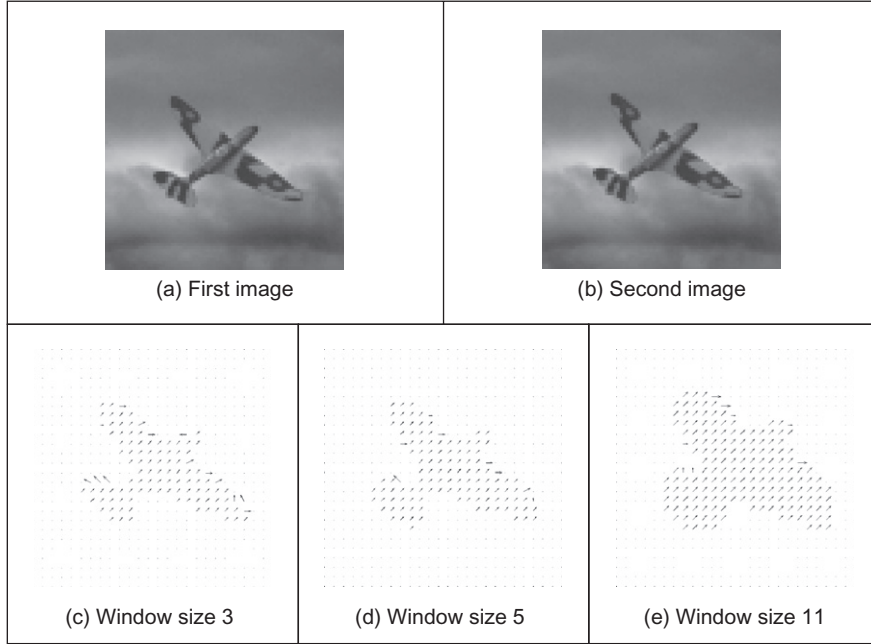 (a) First image
(b) Second image
(c) Window size 3
(d) Window size 5
(e) Window size 11